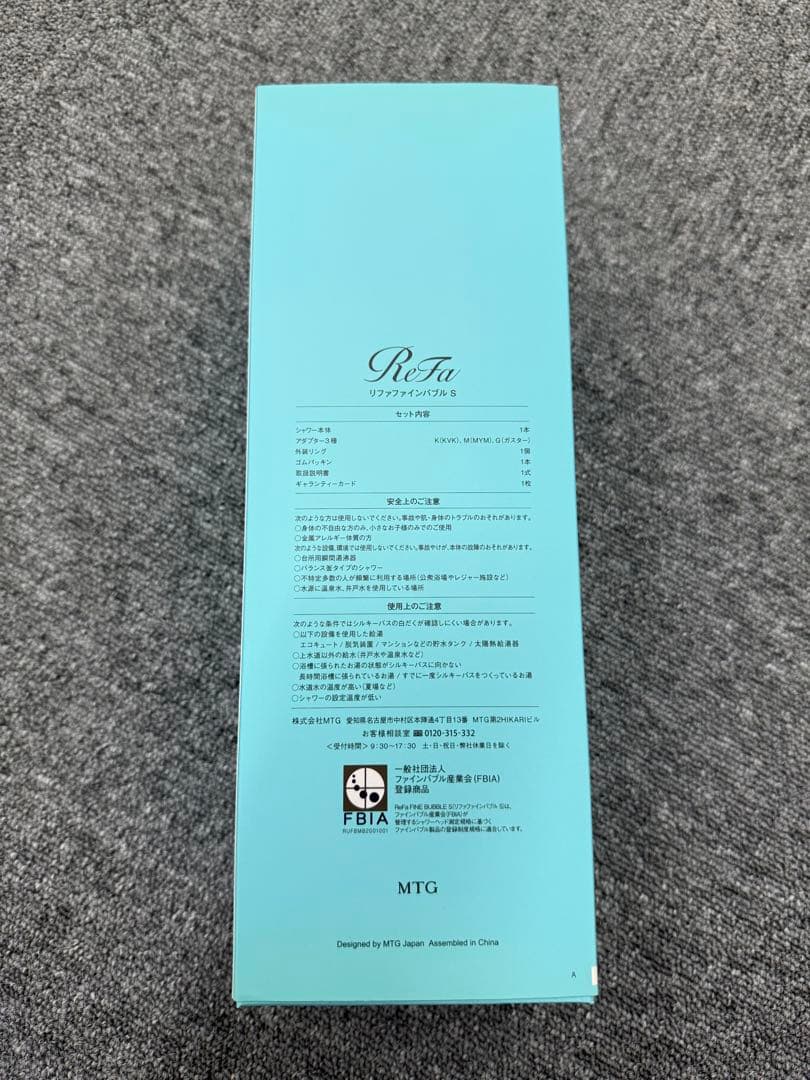 ReFa
リファファインバブル S
セット内容
シャワー本体 1本
アダプター3種 K(KVK)、M(MYM)、G(ガスター)
外装リング 1個
ゴムパッキン 1本
取扱説明書 1式
ギャランティーカード 1枚
安全上のご注意
次のような方は使用しないでください。事故や肌・身体のトラブルのおそれがあります。
○身体の不自由な方のみ、小さなお子様のみでのご使用
○金属アレルギー体質の方
次のような設備、環境では使用しないでください。事故やけが、本体の故障のおそれがあります。
○台所用瞬間湯沸器
○バランス釜タイプのシャワー
○不特定多数の人が頻繁に利用する場所(公衆浴場やレジャー施設など)
○水源に温泉水、井戸水を使用している場所
使用上のご注意
次のような条件ではシルキーバスの白だくが確認しにくい場合があります。
○以下の設備を使用した給湯
エコキュート / 脱気装置 / マンションなどの貯水タンク / 太陽熱給湯器
○上水道以外の給水(井戸水や温泉水など)
○浴槽に張られたお湯の状態がシルキーバスに向かない
長時間浴槽に張られているお湯 / すでに一度シルキーバスをつくっているお湯
○水道水の温度が高い(夏場など)
○シャワーの設定温度が低い
株式会社MTG 愛知県名古屋市中村区本陣通4丁目13番 MTG第2HIKARIビル
お客様相談室 0120-315-332
<受付時間> 9:30〜17:30 土・日・祝日・弊社休業日を除く
一般社団法人
ファインバブル産業会(FBIA)
登録商品
FBIA
RUFBMB2G01001
ReFa FINE BUBBLE S(リファファインバブル S)は、
ファインバブル産業会(FBIA)が
管理するシャワーヘッド測定規格に基づく
ファインバブル製品の登録制度規格に適合しています。
MTG
Designed by MTG Japan Assembled in China
A